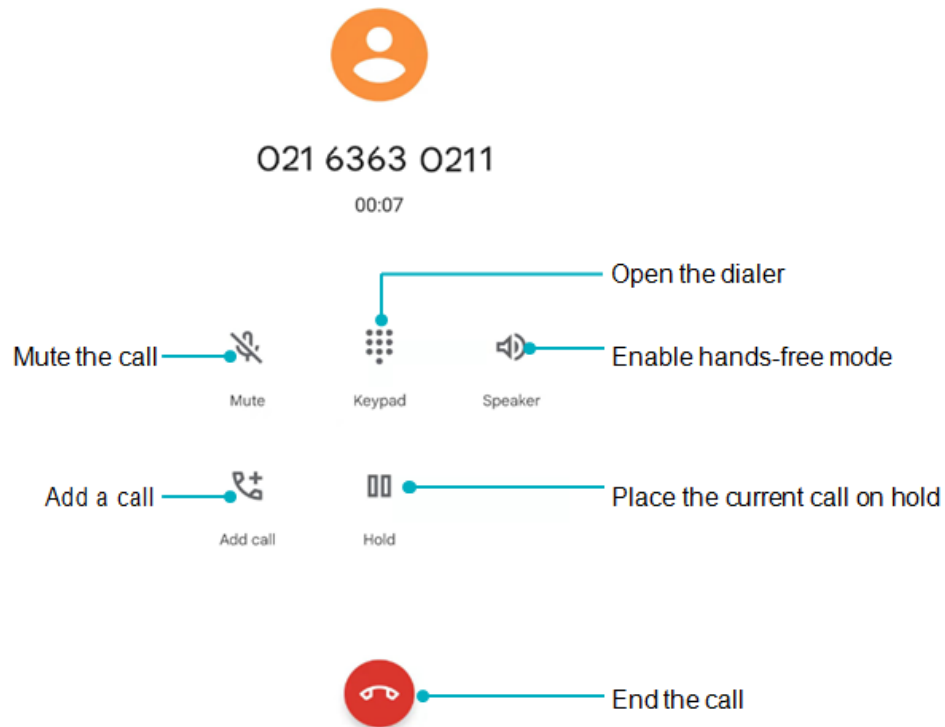 021 6363 0211
00:07
Open the dialer
Mute the call
Enable hands-free mode
Mute
Keypad
Speaker
Add a call
Place the current call on hold
Add call
Hold
End the call